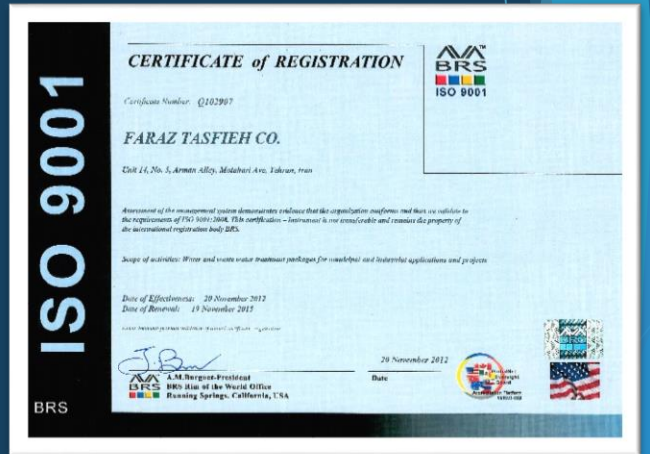 ISO 9001
BRS
CERTIFICATE of REGISTRATION
BRS
ISO 9001
Certificate Number: Q102907
FARAZ TASFIEH CO.
Unit 14, No. 5, Arman Alley, Motahari Ave, Tehran, Iran
Assessment of the management system demonstrates evidence that the organization conforms and that we validate to
the requirements of ISO 9001:2008. This certification – Instrument is not transferable and remains the property of
the international registration body BRS.
Scope of activities: Water and waste water treatment packages for municipal and industrial applications and projects
Date of Effectiveness: 20 November 2012
Date of Renewal: 19 November 2015
20 November 2012
Date
BRS
A.M.Burgner-President
BRS Rim of the World Office
Running Springs, California, USA